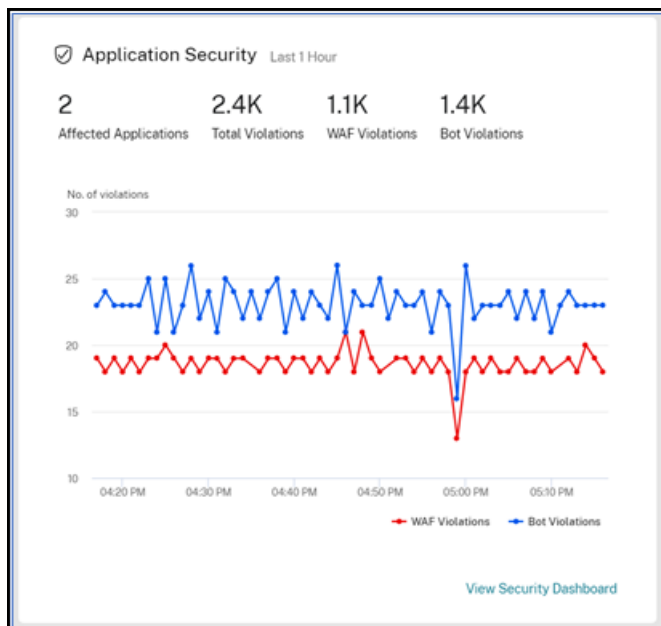 Application Security Last 1 Hour
2 2.4K 1.1K 1.4K
Affected Applications Total Violations WAF Violations Bot Violations
No. of violations
30
25
20
15
10
04:20 PM 04:30 PM 04:40 PM 04:50 PM 05:00 PM 05:10 PM
WAF Violations Bot Violations
View Security Dashboard